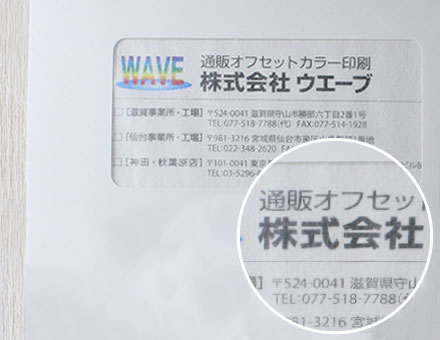 WAVE
通販オフセットカラー印刷
株式会社 ウエーブ
□[滋賀事業所・工場] 〒524-0041 滋賀県守山市勝部六丁目2番1号
TEL:077-518-7788(代) FAX:077-514-1928
□[仙台事業所・工場] 〒981-3216 宮城県仙台市泉区
TEL:022-348-2620
□[神田・秋葉原店] 〒101-0041 東京
TEL:03-5296-
通販オフセット
株式会社
〒524-0041 滋賀県守山
TEL:077-518-7788(
981-3216 宮城